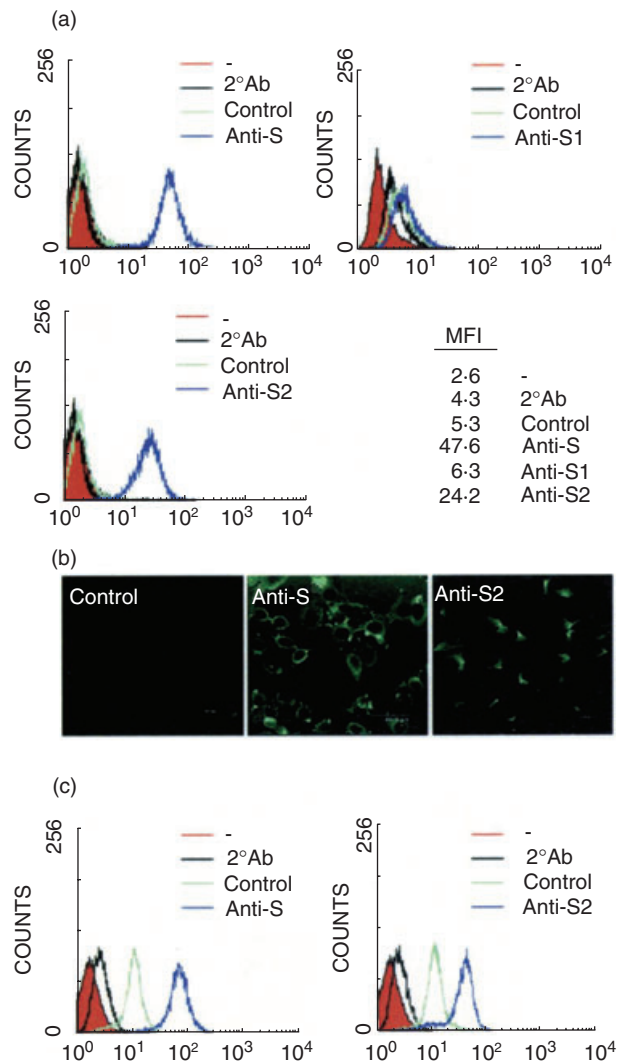 (a)
256
COUNTS
0
-
2°Ab
Control
Anti-S
10⁰ 10¹ 10² 10³ 10⁴
256
COUNTS
0
-
2°Ab
Control
Anti-S1
10⁰ 10¹ 10² 10³ 10⁴
256
COUNTS
0
-
2°Ab
Control
Anti-S2
10⁰ 10¹ 10² 10³ 10⁴
MFI
2·6 -
4·3 2°Ab
5·3 Control
47·6 Anti-S
6·3 Anti-S1
24·2 Anti-S2
(b)
Control
Anti-S
Anti-S2
(c)
256
COUNTS
0
-
2°Ab
Control
Anti-S
10⁰ 10¹ 10² 10³ 10⁴
256
COUNTS
0
-
2°Ab
Control
Anti-S2
10⁰ 10¹ 10² 10³ 10⁴